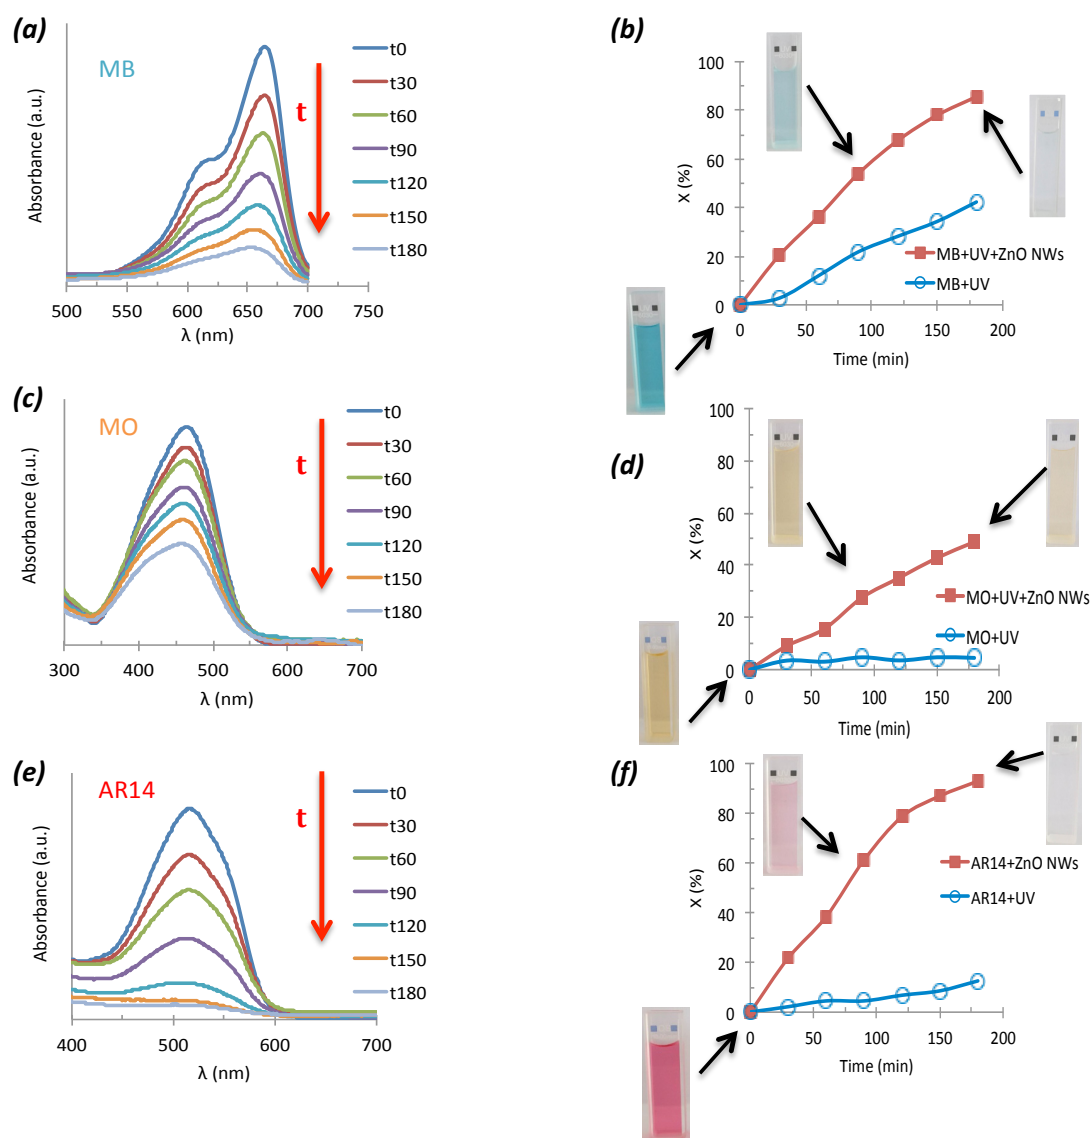 (a)
MB
t
t0
t30
t60
t90
t120
t150
t180
Absorbance (a.u.)
500 550 600 650 700 750
λ (nm)
(b)
100
80
60
40
20
0
X (%)
MB+UV+ZnO NWs
MB+UV
0 50 100 150 200
Time (min)
(c)
MO
t
t0
t30
t60
t90
t120
t150
t180
Absorbance (a.u.)
300 400 500 600 700
λ (nm)
(d)
100
80
60
40
20
0
X (%)
MO+UV+ZnO NWs
MO+UV
0 50 100 150 200
Time (min)
(e)
AR14
t
t0
t30
t60
t90
t120
t150
t180
Absorbance (a.u.)
400 500 600 700
λ (nm)
(f)
100
80
60
40
20
0
X (%)
AR14+ZnO NWs
AR14+UV
0 50 100 150 200
Time (min)